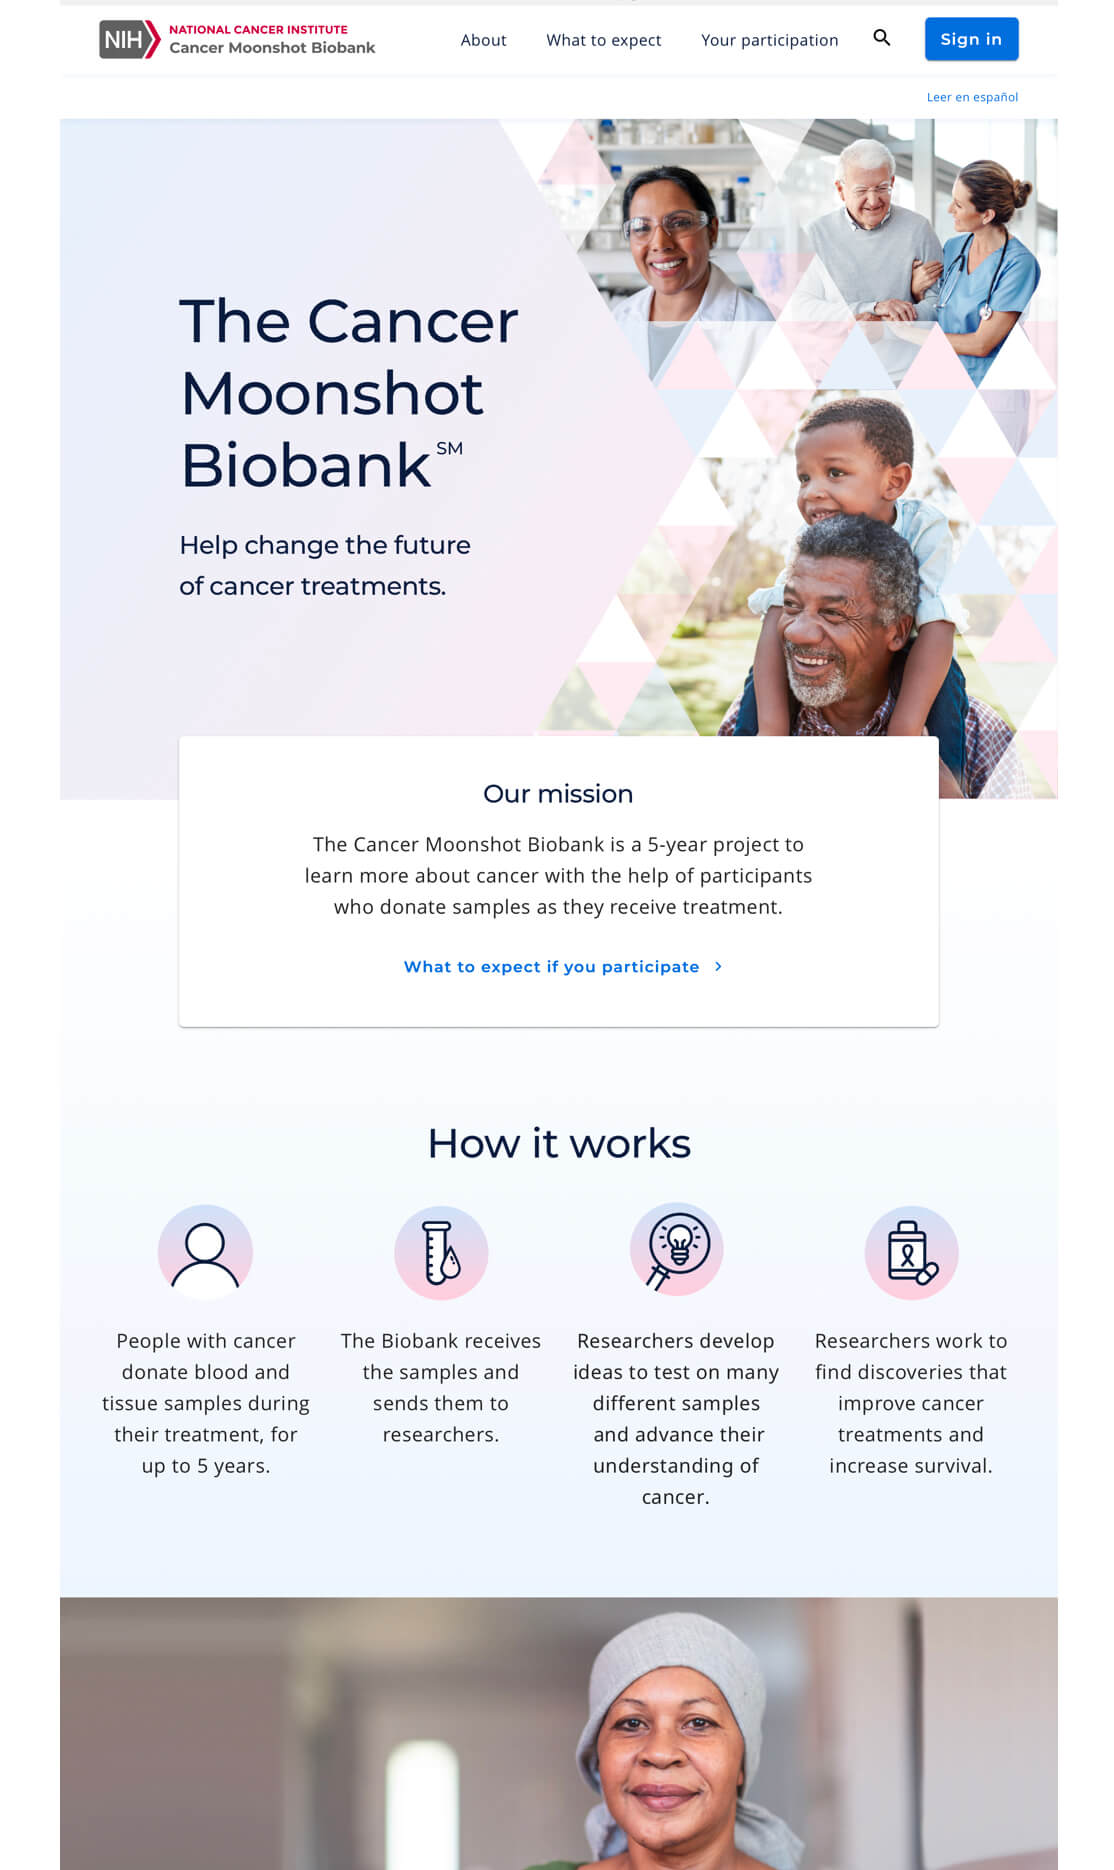 NIH NATIONAL CANCER INSTITUTE
Cancer Moonshot Biobank
About What to expect Your participation Sign in
Leer en español
The Cancer
Moonshot
Biobank SM
Help change the future
of cancer treatments.
Our mission
The Cancer Moonshot Biobank is a 5-year project to
learn more about cancer with the help of participants
who donate samples as they receive treatment.
What to expect if you participate >
How it works
People with cancer
donate blood and
tissue samples during
their treatment, for
up to 5 years.
The Biobank receives
the samples and
sends them to
researchers.
Researchers develop
ideas to test on many
different samples
and advance their
understanding of
cancer.
Researchers work to
find discoveries that
improve cancer
treatments and
increase survival.